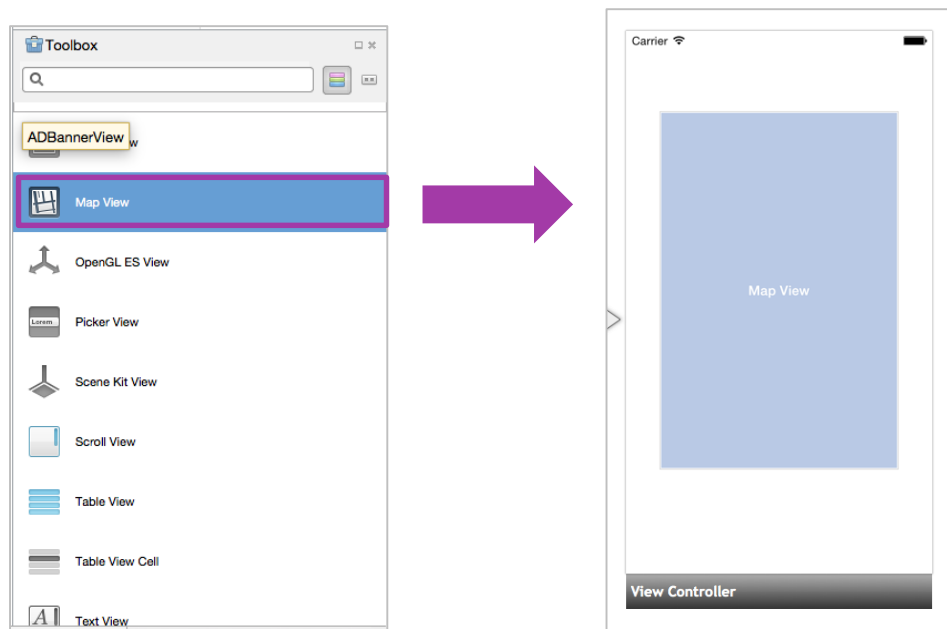 Toolbox
ADBannerView w
Map View
OpenGL ES View
Lorem
Picker View
Scene Kit View
Scroll View
Table View
Table View Cell
A
Text View
Carrier
Map View
View Controller